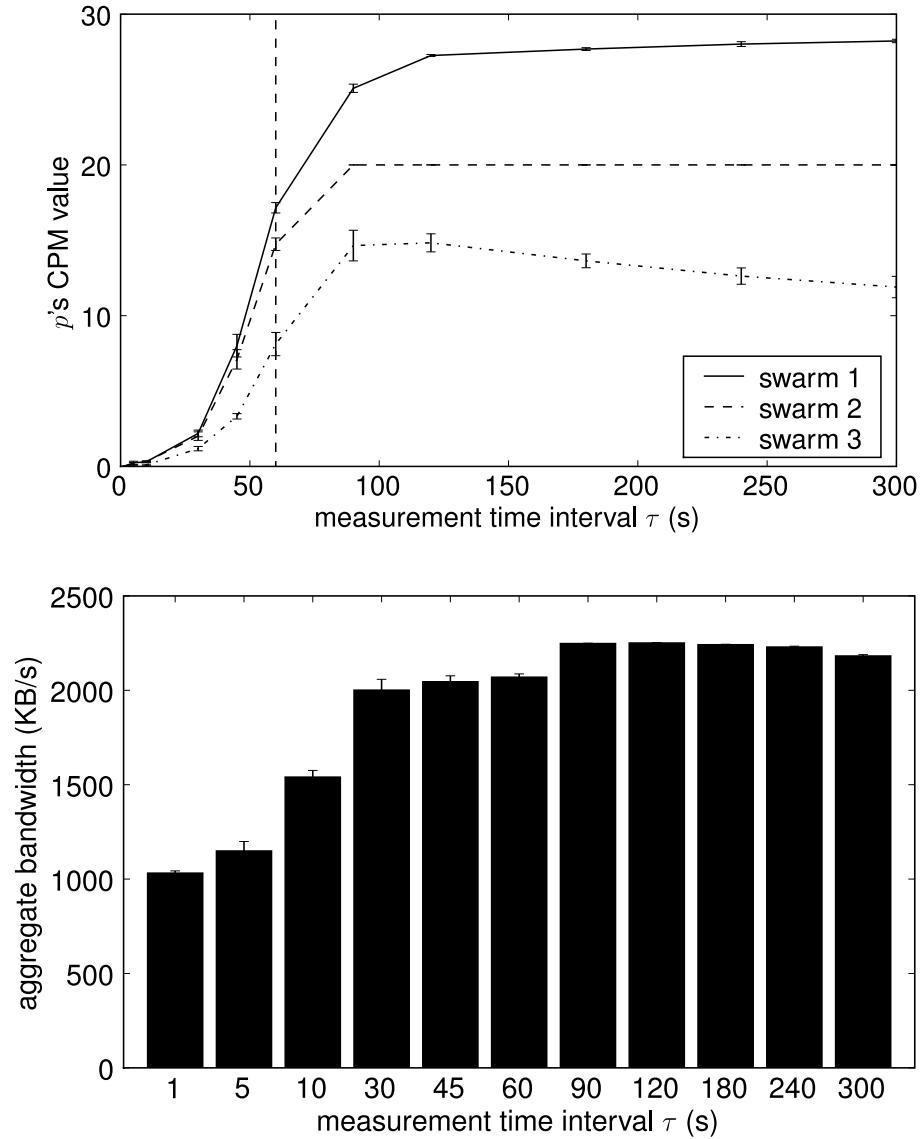 30
20
10
0
p's CPM value
swarm 1
swarm 2
swarm 3
0 50 100 150 200 250 300
measurement time interval τ (s)
2500
2000
1500
1000
500
0
aggregate bandwidth (KB/s)
1 5 10 30 45 60 90 120 180 240 300
measurement time interval τ (s)